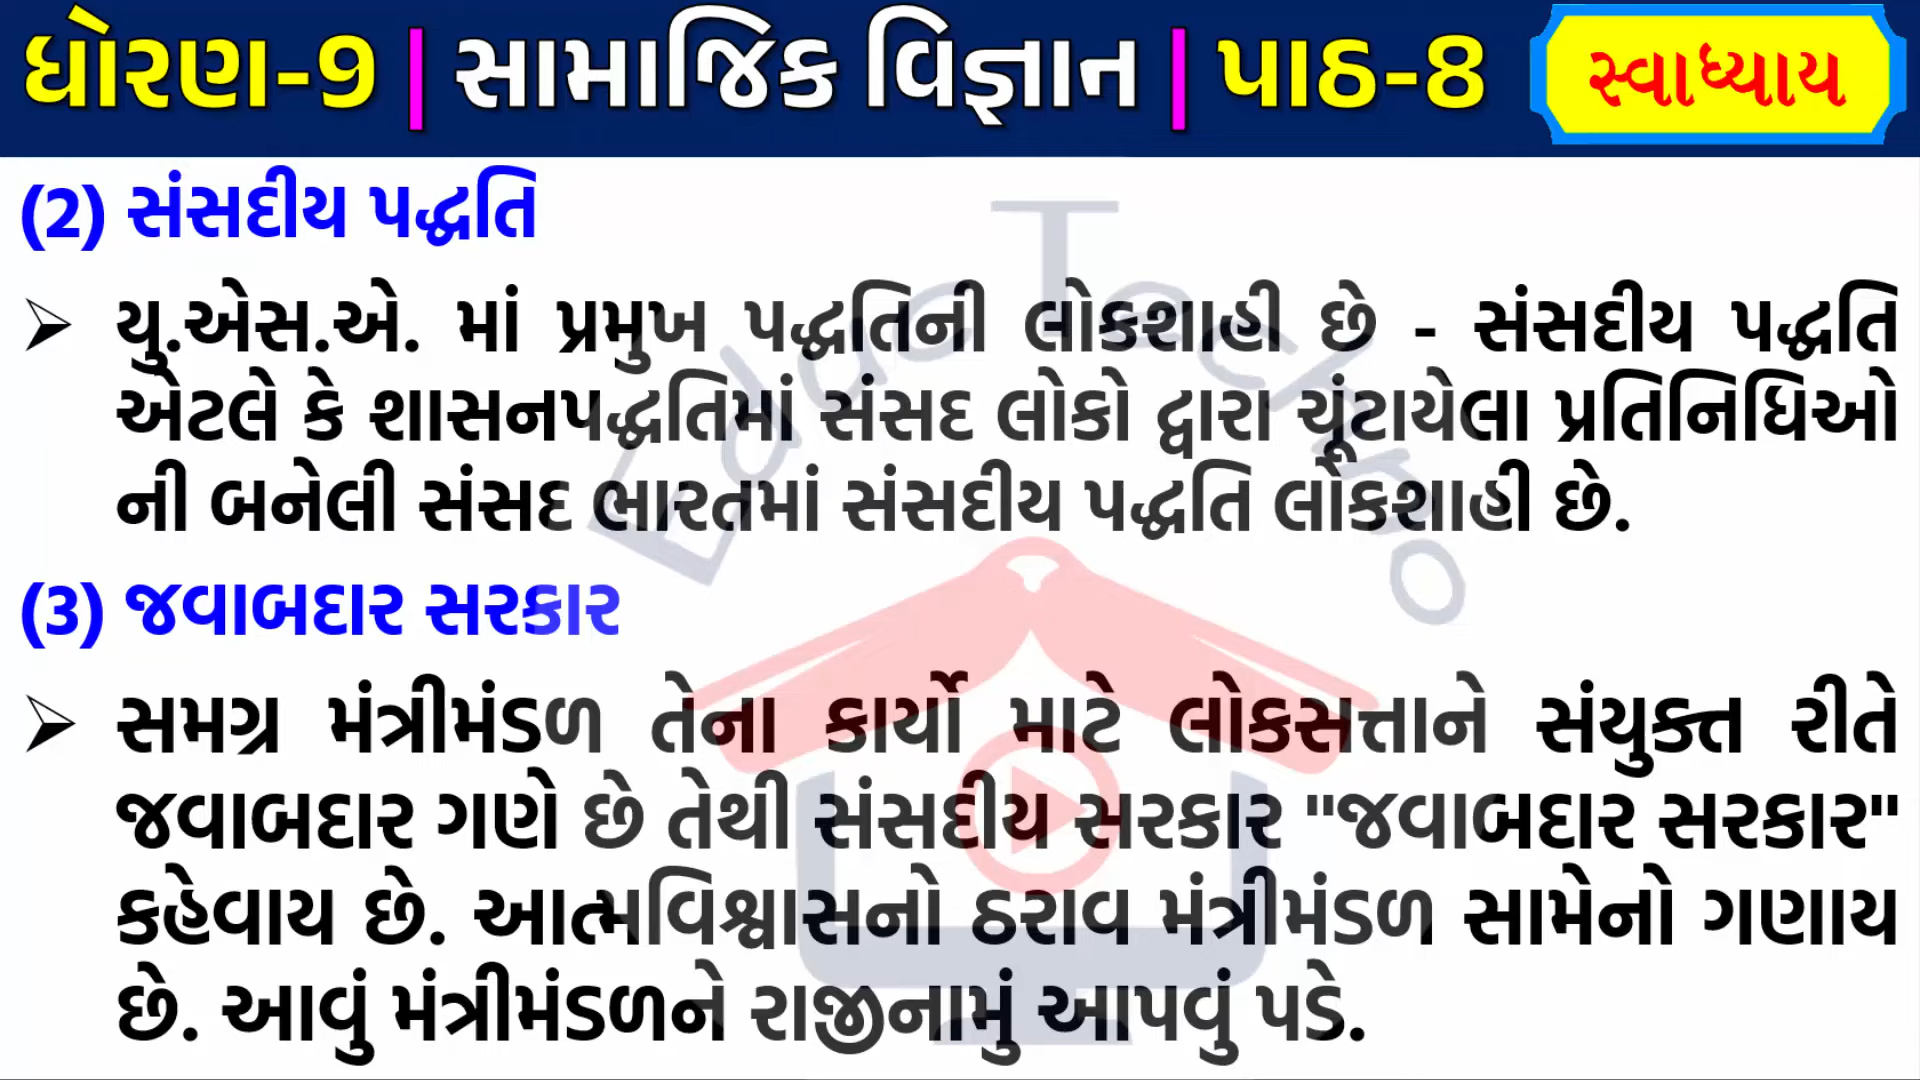 ધોરણ-9 | સામાજિક વિજ્ઞાન | પાઠ-8 સ્વાધ્યાય
(2) સંસદીય પદ્ધતિ
➢ યુ.એસ.એ. માં પ્રમુખ પદ્ધતિની લોકશાહી છે - સંસદીય પદ્ધતિ
એટલે કે શાસનપદ્ધતિમાં સંસદ લોકો દ્વારા ચૂંટાયેલા પ્રતિનિધિઓ
ની બનેલી સંસદ ભારતમાં સંસદીય પદ્ધતિ લોકશાહી છે.
(3) જવાબદાર સરકાર
➢ સમગ્ર મંત્રીમંડળ તેના કાર્યો માટે લોકસત્તાને સંયુક્ત રીતે
જવાબદાર ગણે છે તેથી સંસદીય સરકાર "જવાબદાર સરકાર"
કહેવાય છે. આત્મવિશ્વાસનો ઠરાવ મંત્રીમંડળ સામેનો ગણાય
છે. આવું મંત્રીમંડળને રાજીનામું આપવું પડે.
Educ Techno